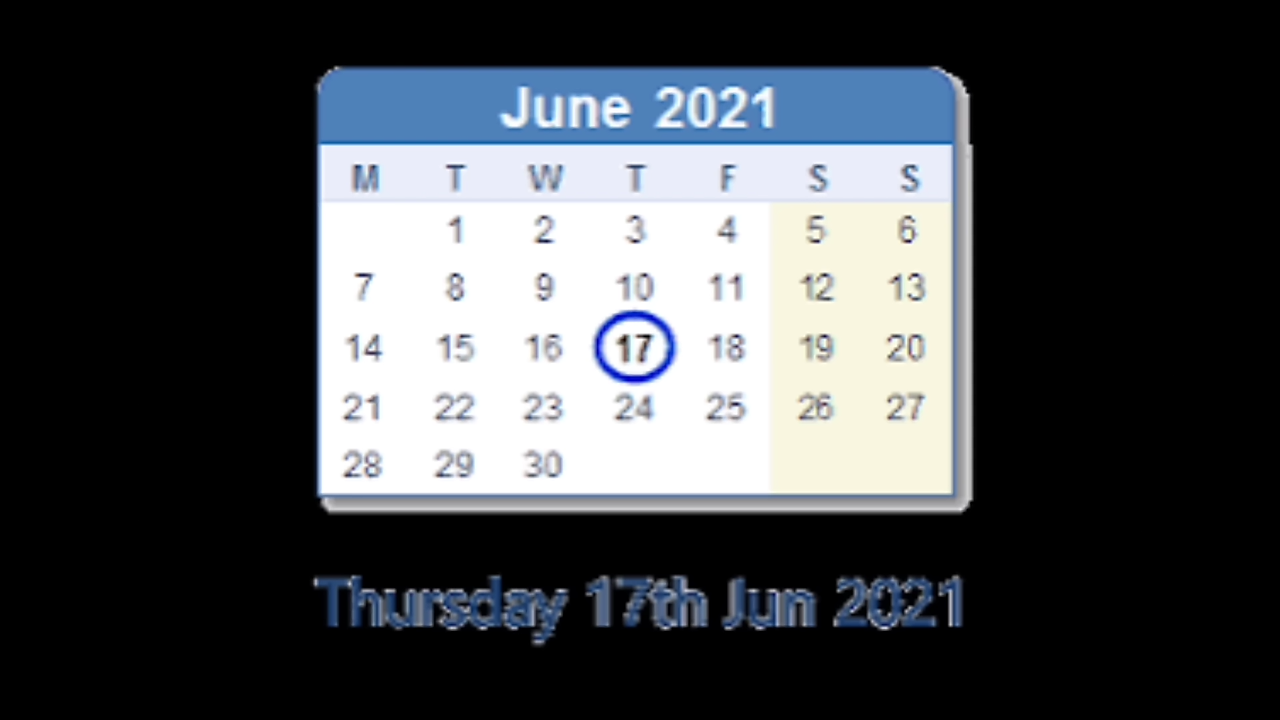 June 2021
M T W T F S S
1 2 3 4 5 6
7 8 9 10 11 12 13
14 15 16 17 18 19 20
21 22 23 24 25 26 27
28 29 30
Thursday 17th Jun 2021